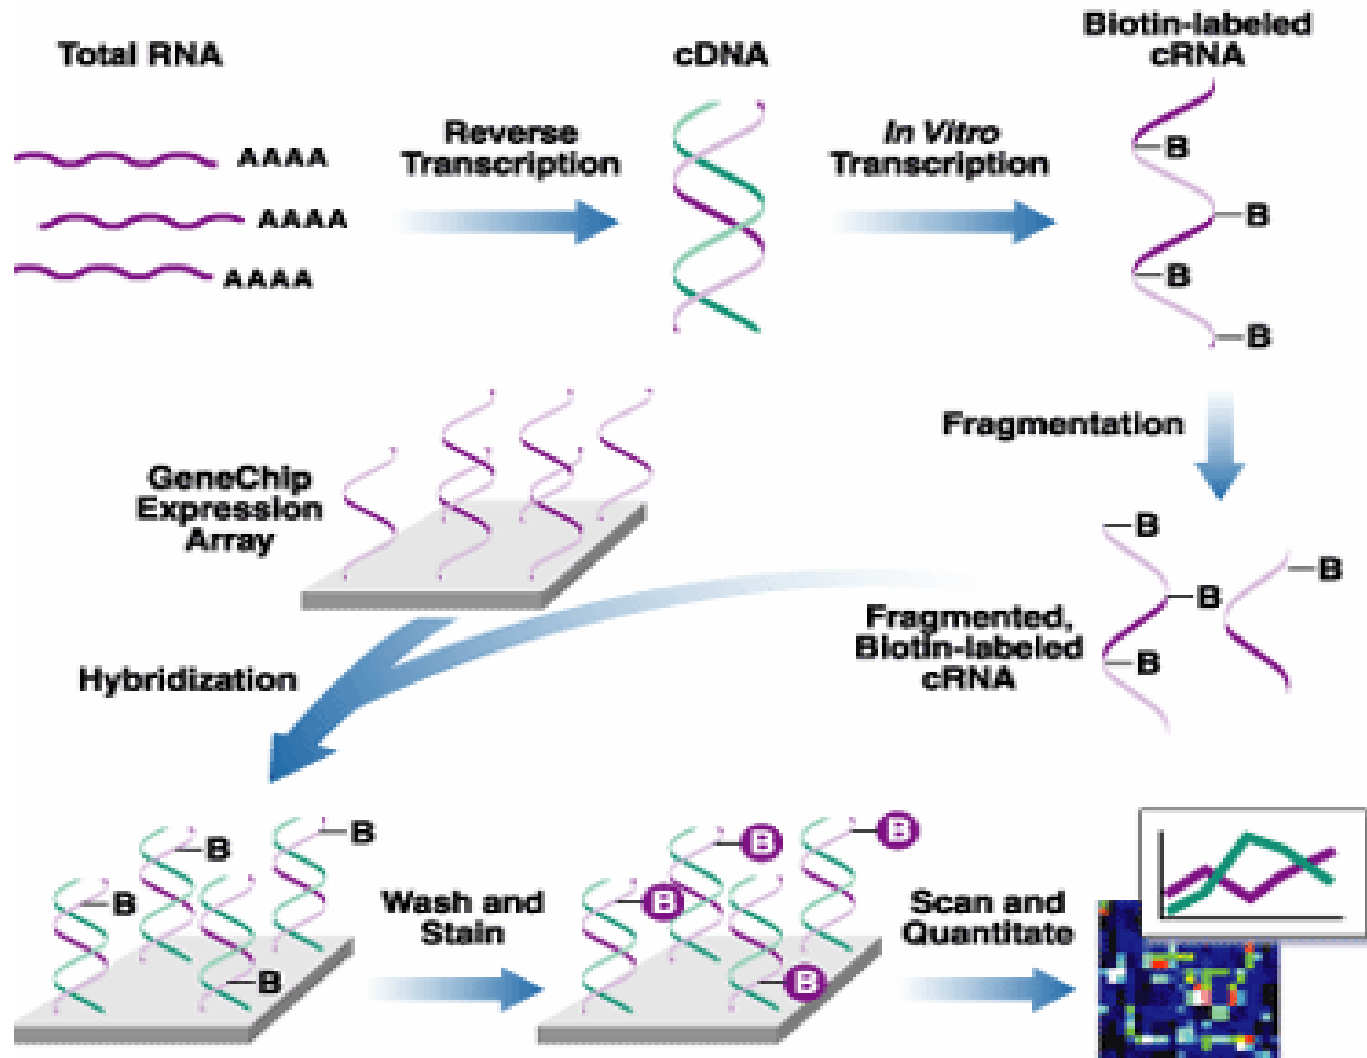 Total RNA
AAAA
AAAA
AAAA
Reverse
Transcription
cDNA
In Vitro
Transcription
Biotin-labeled
cRNA
B
B
B
B
Fragmentation
B
B
B
B
Fragmented,
Biotin-labeled
cRNA
GeneChip
Expression
Array
Hybridization
B
B
B
B
Wash and
Stain
B
B
B
B
Scan and
Quantitate